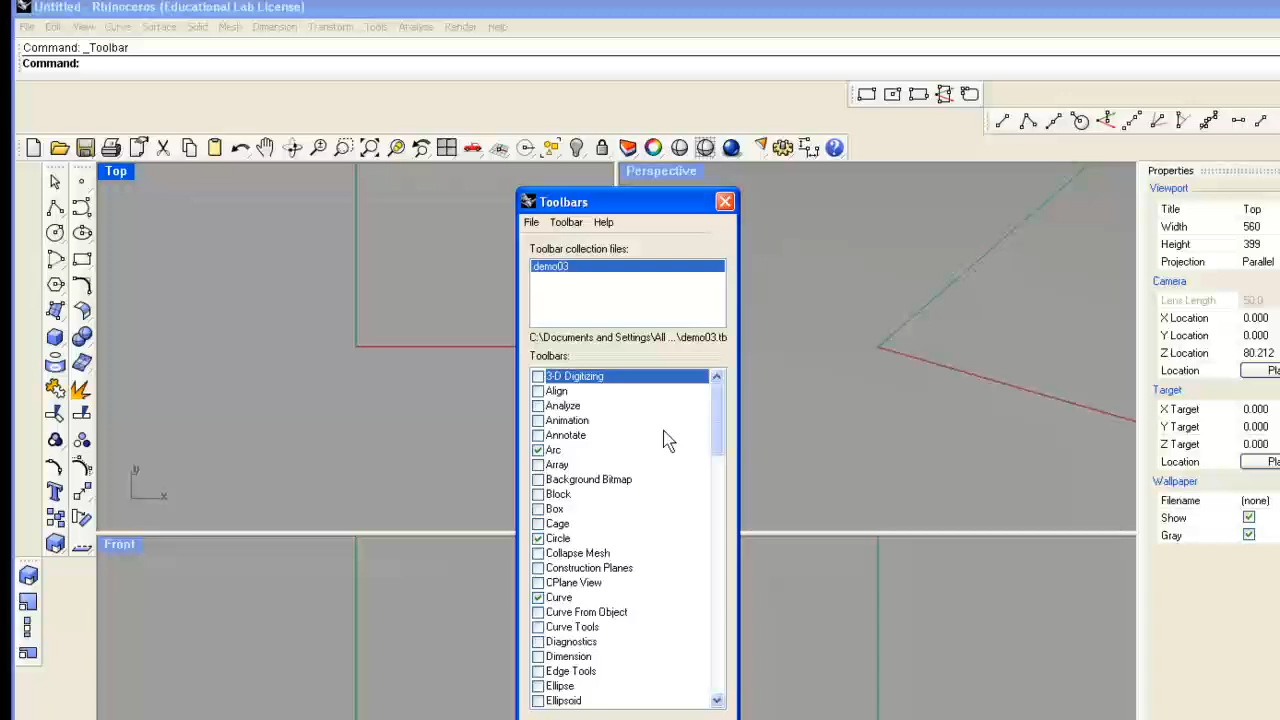 Untitled - Rhinoceros (Educational Lab License)
File Edit View Curve Surface Solid Mesh Dimension Transform Tools Analyze Render Help
Command: _Toolbar
Command:
Top
Perspective
Front
y
x
Toolbars
File Toolbar Help
Toolbar collection files:
demo03
C:\Documents and Settings\All ...\demo03.tb
Toolbars:
3-D Digitizing
Align
Analyze
Animation
Annotate
Arc
Array
Background Bitmap
Block
Box
Cage
Circle
Collapse Mesh
Construction Planes
CPlane View
Curve
Curve From Object
Curve Tools
Diagnostics
Dimension
Edge Tools
Ellipse
Ellipsoid
Properties
Viewport
Title Top
Width 560
Height 399
Projection Parallel
Camera
Lens Length 50.0
X Location 0.000
Y Location 0.000
Z Location 80.212
Location Pla
Target
X Target 0.000
Y Target 0.000
Z Target 0.000
Location Pla
Wallpaper
Filename (none)
Show
Gray